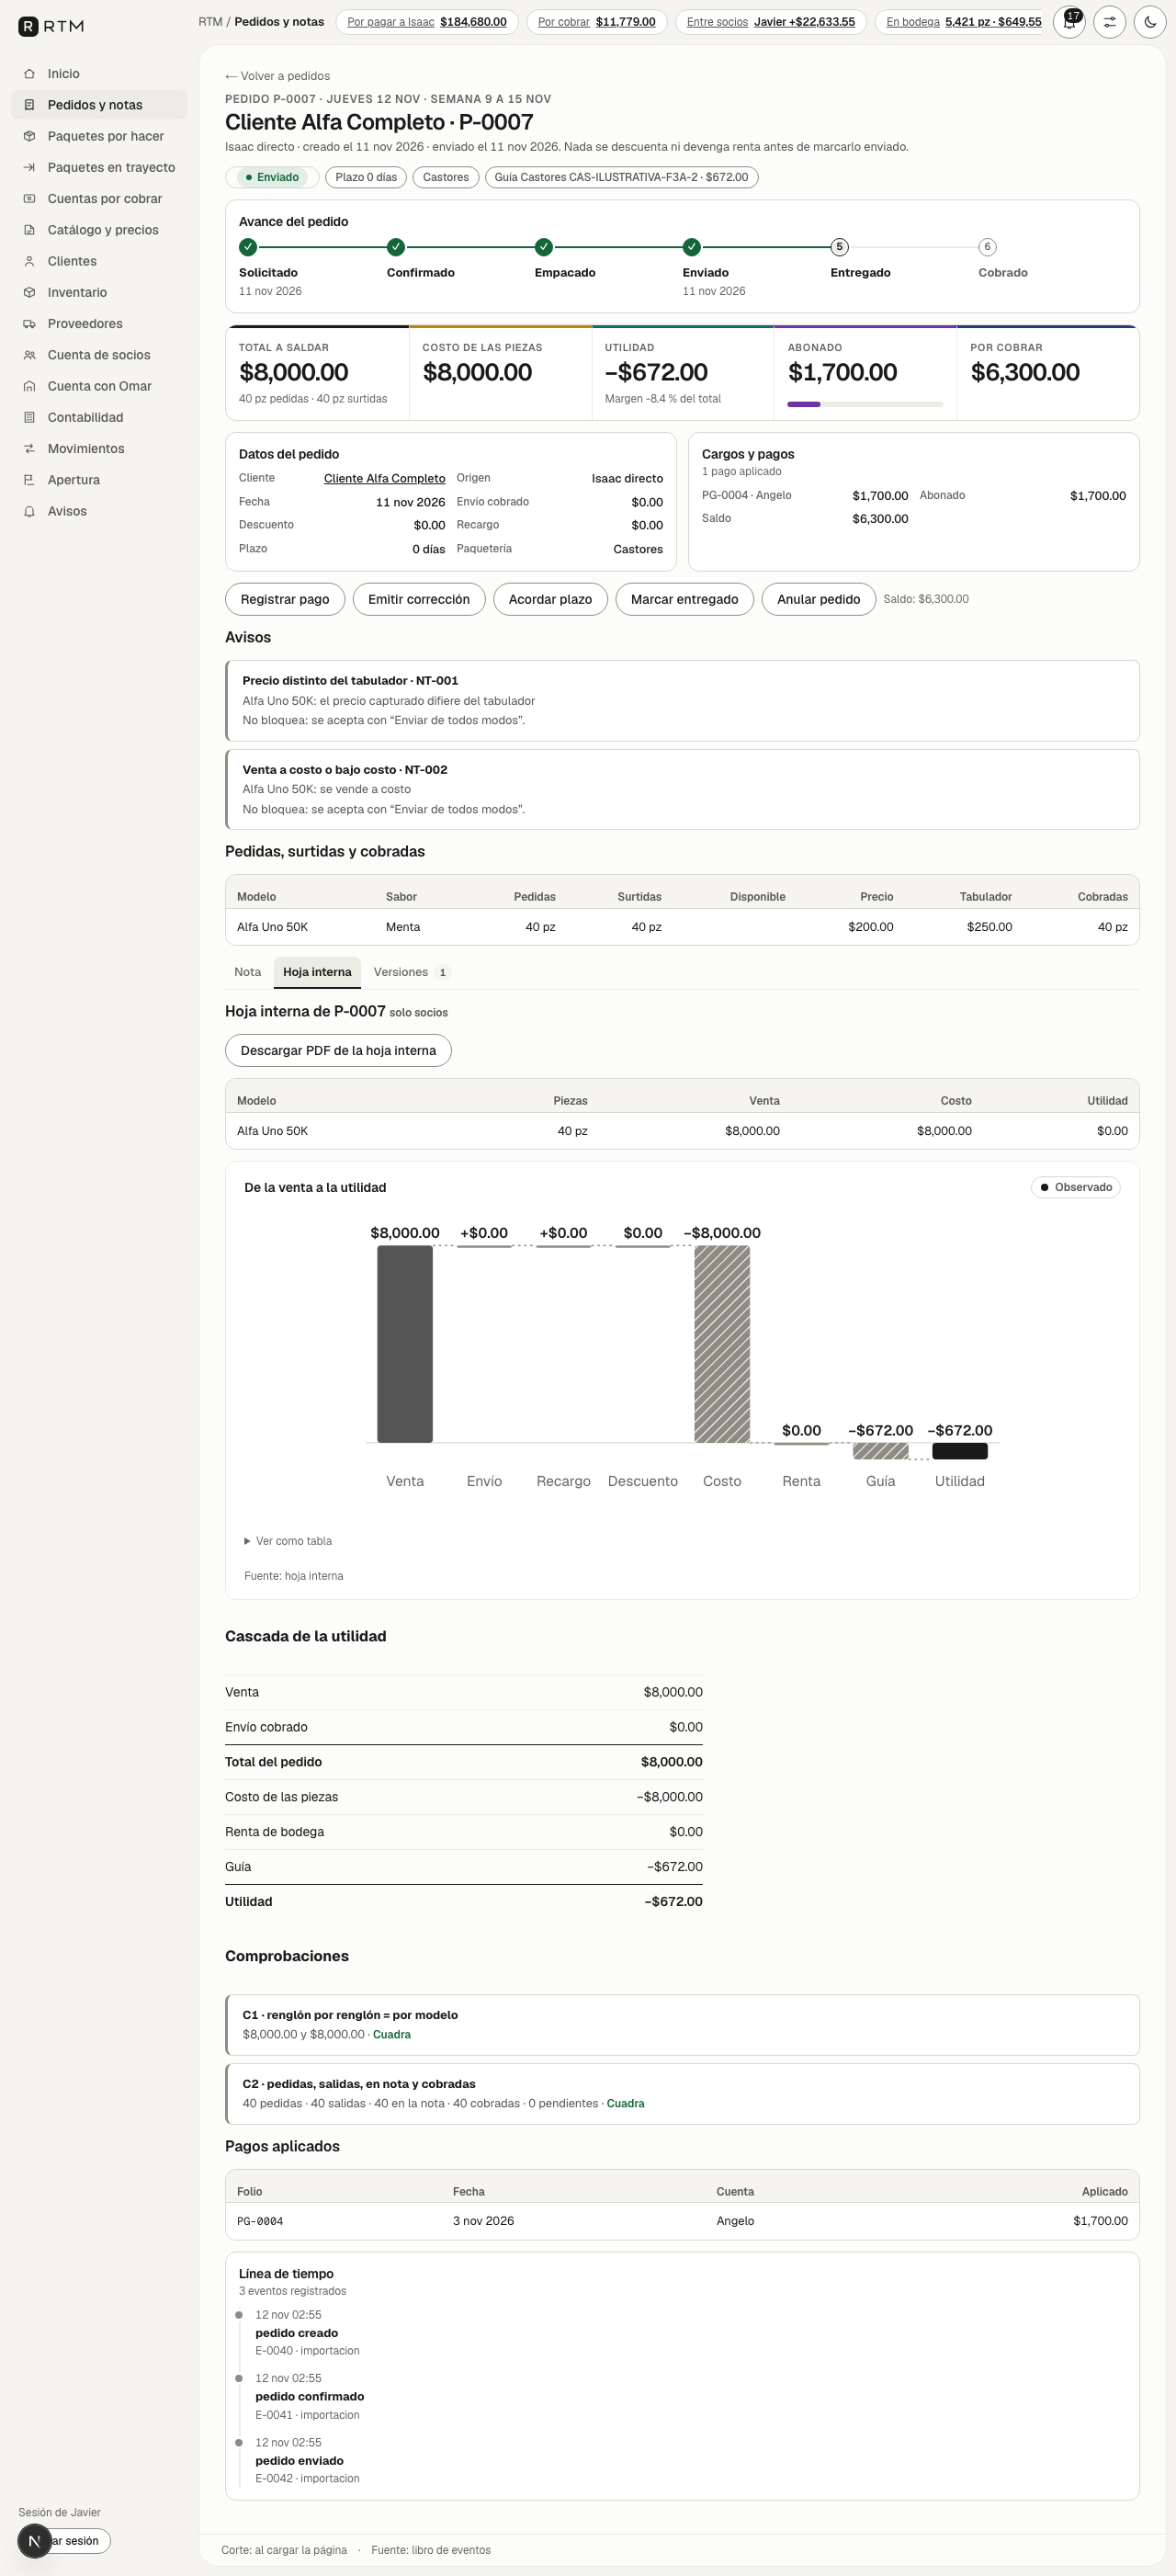 R RTM
RTM / Pedidos y notas
Por pagar a Isaac $184,680.00
Por cobrar $11,779.00
Entre socios Javier +$22,633.55
En bodega 5,421 pz · $649,55
17
Inicio
Pedidos y notas
Paquetes por hacer
Paquetes en trayecto
Cuentas por cobrar
Catálogo y precios
Clientes
Inventario
Proveedores
Cuenta de socios
Cuenta con Omar
Contabilidad
Movimientos
Apertura
Avisos
← Volver a pedidos
PEDIDO P-0007 · JUEVES 12 NOV · SEMANA 9 A 15 NOV
Cliente Alfa Completo · P-0007
Isaac directo · creado el 11 nov 2026 · enviado el 11 nov 2026. Nada se descuenta ni devenga renta antes de marcarlo enviado.
Enviado
Plazo 0 días
Castores
Guía Castores CAS-ILUSTRATIVA-F3A-2 · $672.00
Avance del pedido
5
6
Solicitado
Confirmado
Empacado
Enviado
Entregado
Cobrado
11 nov 2026
11 nov 2026
TOTAL A SALDAR
$8,000.00
40 pz pedidas · 40 pz surtidas
COSTO DE LAS PIEZAS
$8,000.00
UTILIDAD
−$672.00
Margen -8.4 % del total
ABONADO
$1,700.00
POR COBRAR
$6,300.00
Datos del pedido
Cliente Cliente Alfa Completo Origen Isaac directo
Fecha 11 nov 2026 Envío cobrado $0.00
Descuento $0.00 Recargo $0.00
Plazo 0 días Paquetería Castores
Cargos y pagos
1 pago aplicado
PG-0004 · Angelo $1,700.00 Abonado $1,700.00
Saldo $6,300.00
Registrar pago
Emitir corrección
Acordar plazo
Marcar entregado
Anular pedido
Saldo: $6,300.00
Avisos
Precio distinto del tabulador · NT-001
Alfa Uno 50K: el precio capturado difiere del tabulador
No bloquea: se acepta con “Enviar de todos modos”.
Venta a costo o bajo costo · NT-002
Alfa Uno 50K: se vende a costo
No bloquea: se acepta con “Enviar de todos modos”.
Pedidas, surtidas y cobradas
Modelo Sabor Pedidas Surtidas Disponible Precio Tabulador Cobradas
Alfa Uno 50K Menta 40 pz 40 pz $200.00 $250.00 40 pz
Nota
Hoja interna
Versiones 1
Hoja interna de P-0007 solo socios
Descargar PDF de la hoja interna
Modelo Piezas Venta Costo Utilidad
Alfa Uno 50K 40 pz $8,000.00 $8,000.00 $0.00
De la venta a la utilidad
Observado
$8,000.00 +$0.00 +$0.00 $0.00 −$8,000.00
$0.00 −$672.00 −$672.00
Venta Envío Recargo Descuento Costo Renta Guía Utilidad
▶ Ver como tabla
Fuente: hoja interna
Cascada de la utilidad
Venta $8,000.00
Envío cobrado $0.00
Total del pedido $8,000.00
Costo de las piezas −$8,000.00
Renta de bodega $0.00
Guía −$672.00
Utilidad −$672.00
Comprobaciones
C1 · renglón por renglón = por modelo
$8,000.00 y $8,000.00 · Cuadra
C2 · pedidas, salidas, en nota y cobradas
40 pedidas · 40 salidas · 40 en la nota · 40 cobradas · 0 pendientes · Cuadra
Pagos aplicados
Folio Fecha Cuenta Aplicado
PG-0004 3 nov 2026 Angelo $1,700.00
Línea de tiempo
3 eventos registrados
12 nov 02:55
pedido creado
E-0040 · importacion
12 nov 02:55
pedido confirmado
E-0041 · importacion
12 nov 02:55
pedido enviado
E-0042 · importacion
Sesión de Javier
N ar sesión
Corte: al cargar la página · Fuente: libro de eventos